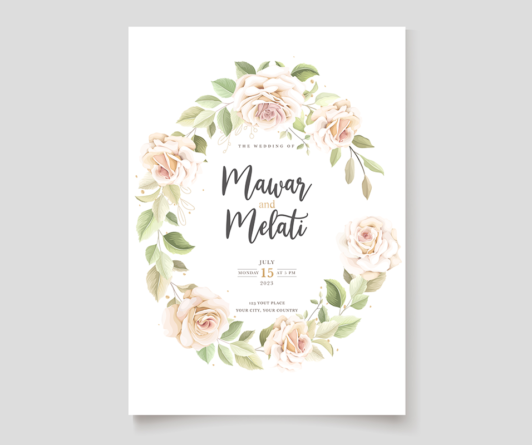 THE WEDDING OF
Mawar
and
Melati
JULY
MONDAY 15 AT 5 PM
2023
123 YOUT PLACE
YOUR CITY, YOUR COUNTRY